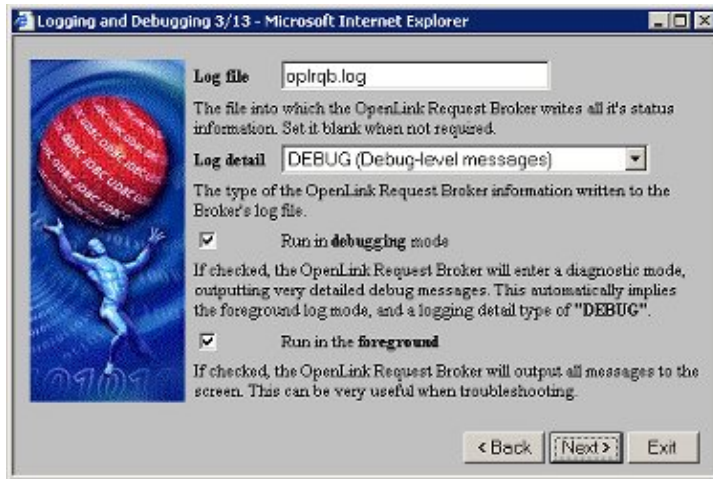 Logging and Debugging 3/13 - Microsoft Internet Explorer
Log file oplrqb.log
The file into which the OpenLink Request Broker writes all it's status
information. Set it blank when not required.
Log detail DEBUG (Debug-level messages)
The type of the OpenLink Request Broker information written to the
Broker's log file.
Run in debugging mode
If checked, the OpenLink Request Broker will enter a diagnostic mode,
outputting very detailed debug messages. This automatically implies
the foreground log mode, and a logging detail type of "DEBUG".
Run in the foreground
If checked, the OpenLink Request Broker will output all messages to the
screen. This can be very useful when troubleshooting.
< Back Next > Exit